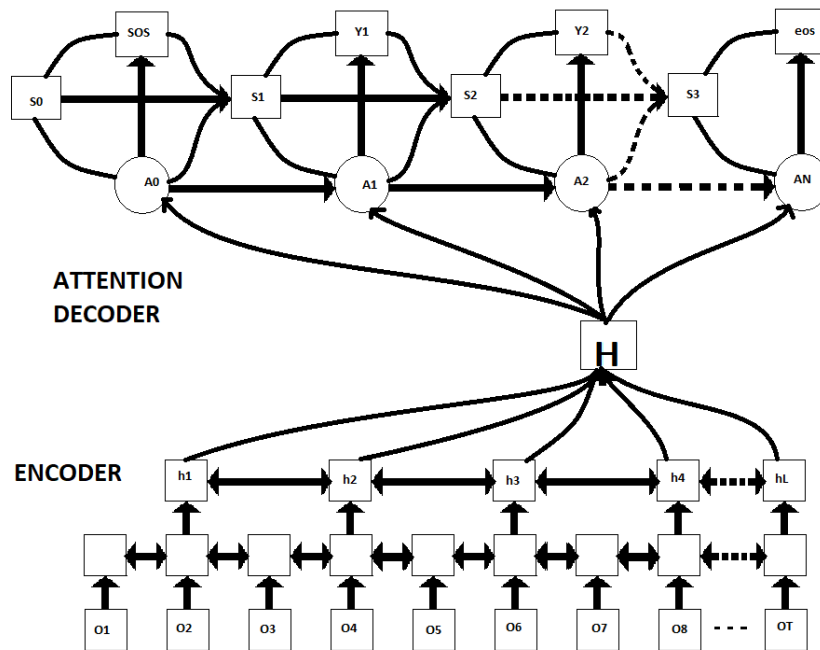 SOS Y1 Y2 eos
S0 S1 S2 S3
A0 A1 A2 AN
ATTENTION
DECODER
H
ENCODER
h1 h2 h3 h4 hL
O1 O2 O3 O4 O5 O6 O7 O8 OT